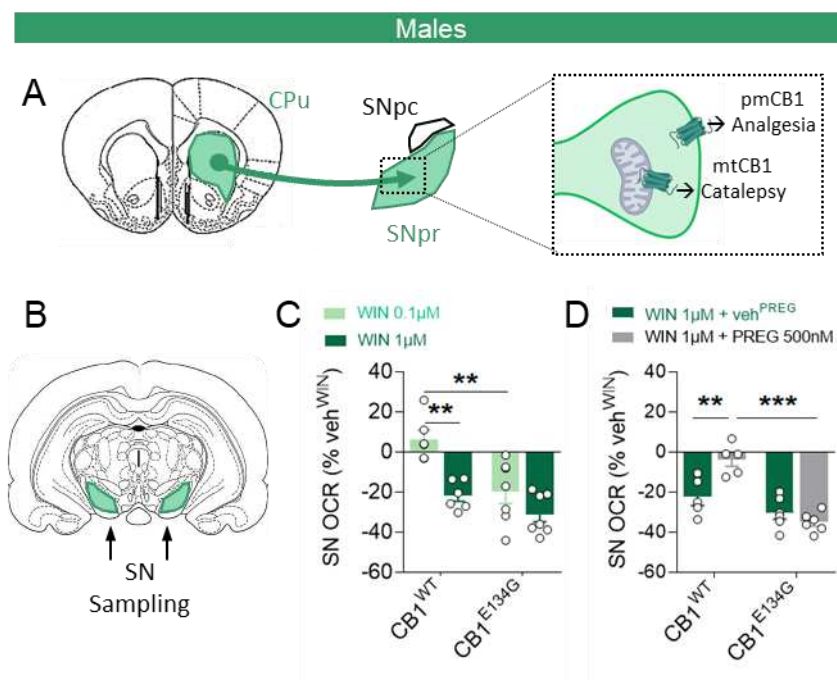 Males
A
CPu
SNpc
SNpr
pmCB1
Analgesia
mtCB1
Catalepsy
B
SN
Sampling
C
WIN 0.1µM
WIN 1µM
SN OCR (% veh^WIN)
+40
+20
0
-20
-40
-60
**
**
CB1^WT
CB1^E134G
D
WIN 1µM + veh^PREG
WIN 1µM + PREG 500nM
SN OCR (% veh^WIN)
+40
+20
0
-20
-40
-60
**
***
CB1^WT
CB1^E134G